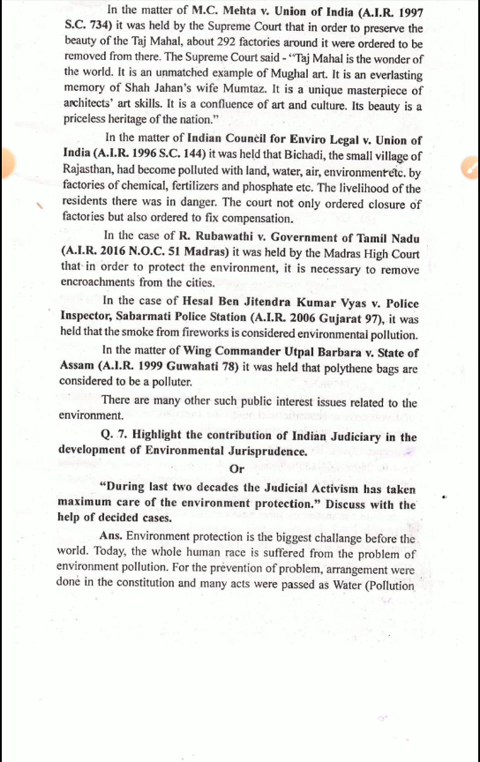 In the matter of M.C. Mehta v. Union of India (A.I.R. 1997
S.C. 734) it was held by the Supreme Court that in order to preserve the
beauty of the Taj Mahal, about 292 factories around it were ordered to be
removed from there. The Supreme Court said - "Taj Mahal is the wonder of
the world. It is an unmatched example of Mughal art. It is an everlasting
memory of Shah Jahan's wife Mumtaz. It is a unique masterpiece of
architects' art skills. It is a confluence of art and culture. Its beauty is a
priceless heritage of the nation."
In the matter of Indian Council for Enviro Legal v. Union of
India (A.I.R. 1996 S.C. 144) it was held that Bichadi, the small village of
Rajasthan, had become polluted with land, water, air, environment etc. by
factories of chemical, fertilizers and phosphate etc. The livelihood of the
residents there was in danger. The court not only ordered closure of
factories but also ordered to fix compensation.
In the case of R. Rubawathi v. Government of Tamil Nadu
(A.I.R. 2016 N.O.C. 51 Madras) it was held by the Madras High Court
that in order to protect the environment, it is necessary to remove
encroachments from the cities.
In the case of Hesal Ben Jitendra Kumar Vyas v. Police
Inspector, Sabarmati Police Station (A.I.R. 2006 Gujarat 97), it was
held that the smoke from fireworks is considered environmental pollution.
In the matter of Wing Commander Utpal Barbara v. State of
Assam (A.I.R. 1999 Guwahati 78) it was held that polythene bags are
considered to be a polluter.
There are many other such public interest issues related to the
environment.
Q. 7. Highlight the contribution of Indian Judiciary in the
development of Environmental Jurisprudence.
Or
"During last two decades the Judicial Activism has taken
maximum care of the environment protection." Discuss with the
help of decided cases.
Ans. Environment protection is the biggest challange before the
world. Today, the whole human race is suffered from the problem of
environment pollution. For the prevention of problem, arrangement were
done in the constitution and many acts were passed as Water (Pollution